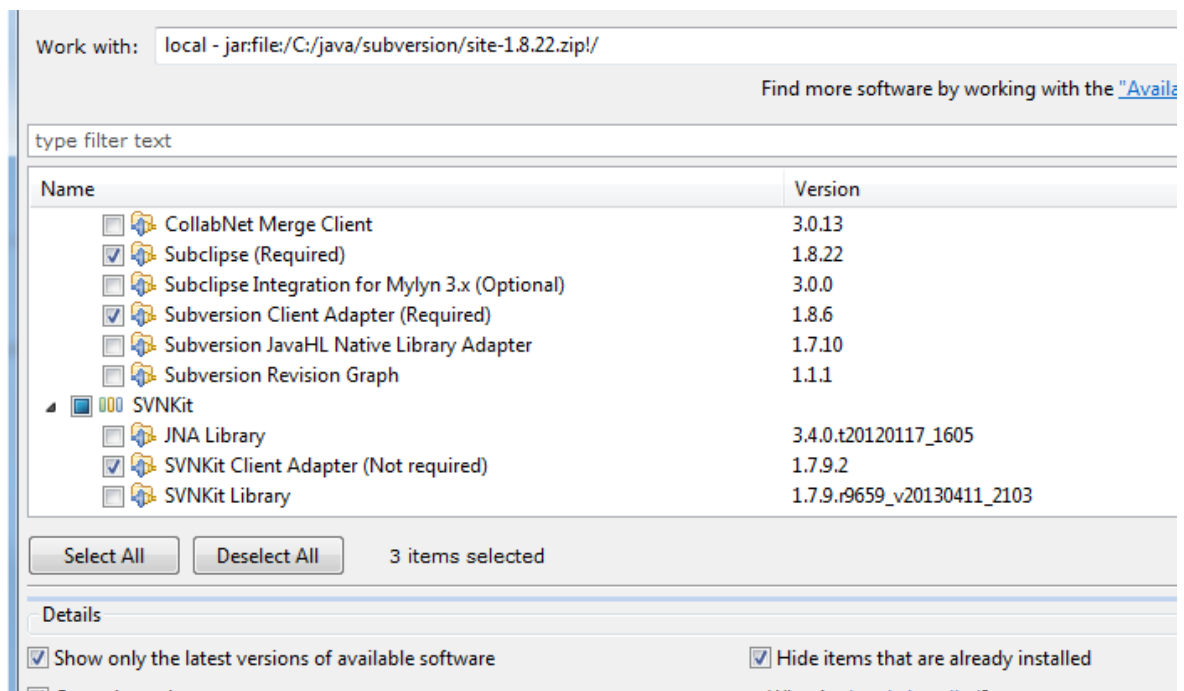 Work with: local - jar:file:/C:/java/subversion/site-1.8.22.zip!/
Find more software by working with the
type filter text
Name Version
CollabNet Merge Client 3.0.13
Subclipse (Required) 1.8.22
Subclipse Integration for Mylyn 3.x (Optional) 3.0.0
Subversion Client Adapter (Required) 1.8.6
Subversion JavaHL Native Library Adapter 1.7.10
Subversion Revision Graph 1.1.1
SVNKit
JNA Library 3.4.0.t20120117_1605
SVNKit Client Adapter (Not required) 1.7.9.2
SVNKit Library 1.7.9.r9659_v20130411_2103
Select All Deselect All 3 items selected
Details
Show only the latest versions of available software Hide items that are already installed